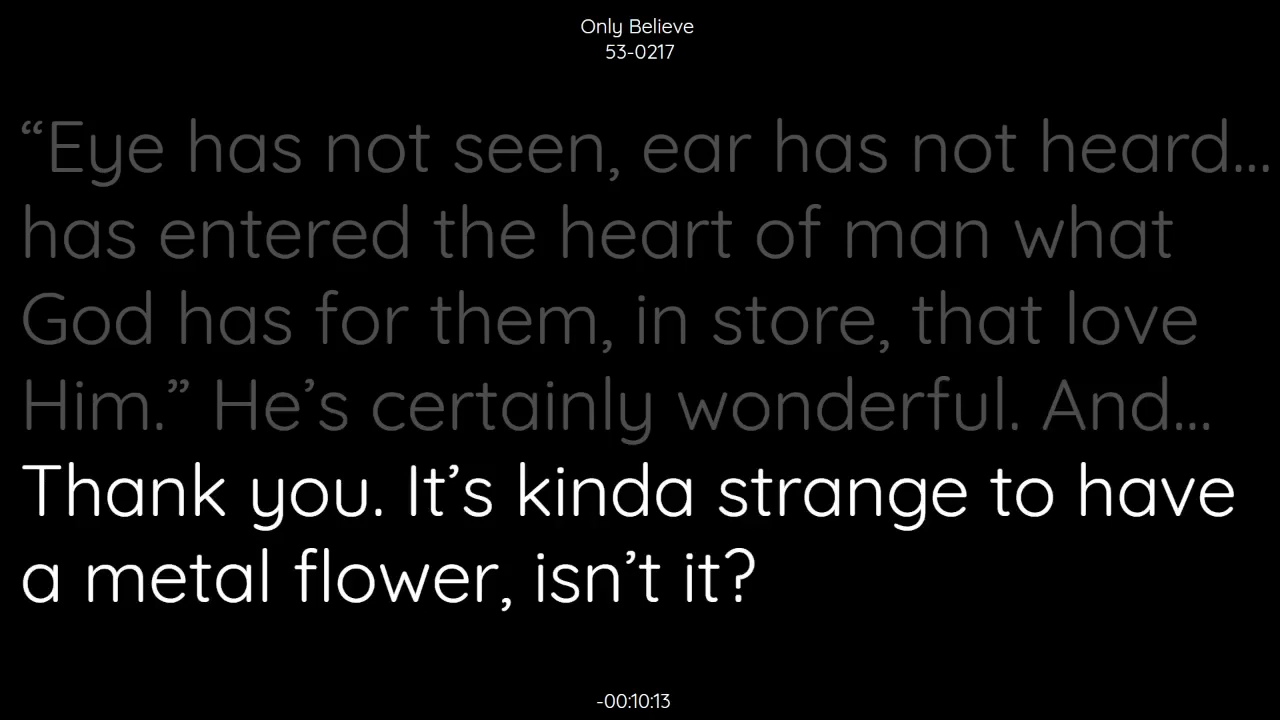 Only Believe
53-0217
“Eye has not seen, ear has not heard...
has entered the heart of man what
God has for them, in store, that love
Him.” He’s certainly wonderful. And...
Thank you. It’s kinda strange to have
a metal flower, isn’t it?
-00:10:13